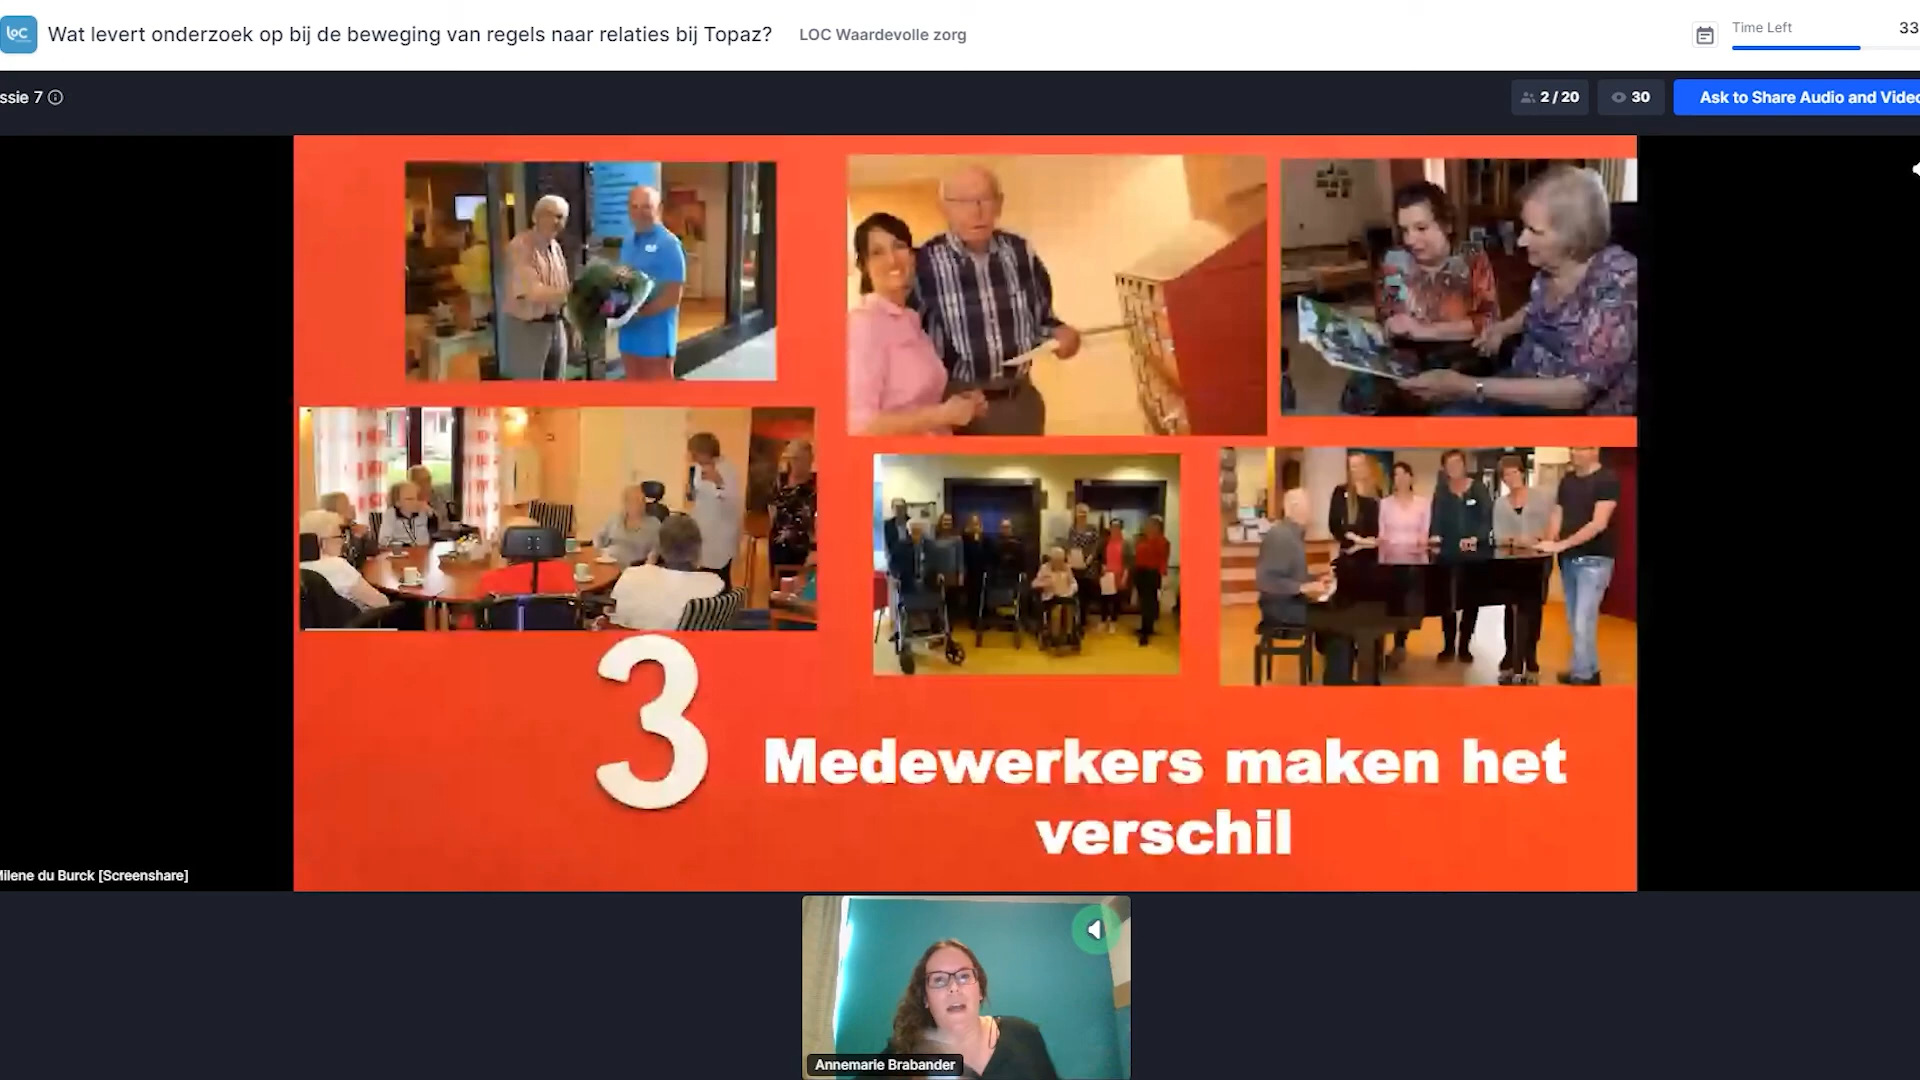 LOC
Wat levert onderzoek op bij de beweging van regels naar relaties bij Topaz?
LOC Waardevolle zorg
Time Left
33
ssie 7
2 / 20
30
Ask to Share Audio and Video
3
Medewerkers maken het
verschil
Milene du Burck [Screenshare]
Annemarie Brabander